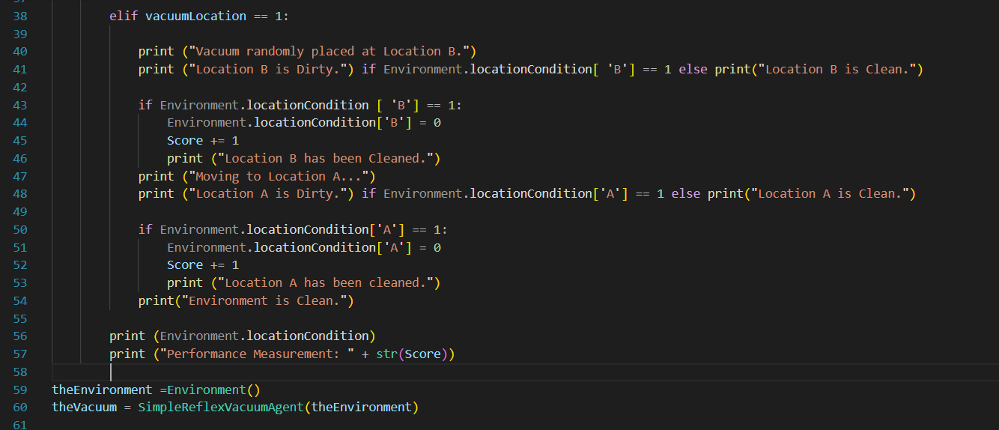 38 elif vacuumLocation == 1:
39
40 print ("Vacuum randomly placed at Location B.")
41 print ("Location B is Dirty.") if Environment.locationCondition[ 'B'] == 1 else print("Location B is Clean.")
42
43 if Environment.locationCondition [ 'B'] == 1:
44 Environment.locationCondition['B'] = 0
45 Score += 1
46 print ("Location B has been Cleaned.")
47 print ("Moving to Location A...")
48 print ("Location A is Dirty.") if Environment.locationCondition['A'] == 1 else print("Location A is Clean.")
49
50 if Environment.locationCondition['A'] == 1:
51 Environment.locationCondition['A'] = 0
52 Score += 1
53 print ("Location A has been cleaned.")
54 print("Environment is Clean.")
55
56 print (Environment.locationCondition)
57 print ("Performance Measurement: " + str(Score))
58
59 theEnvironment =Environment()
60 theVacuum = SimpleReflexVacuumAgent(theEnvironment)
61